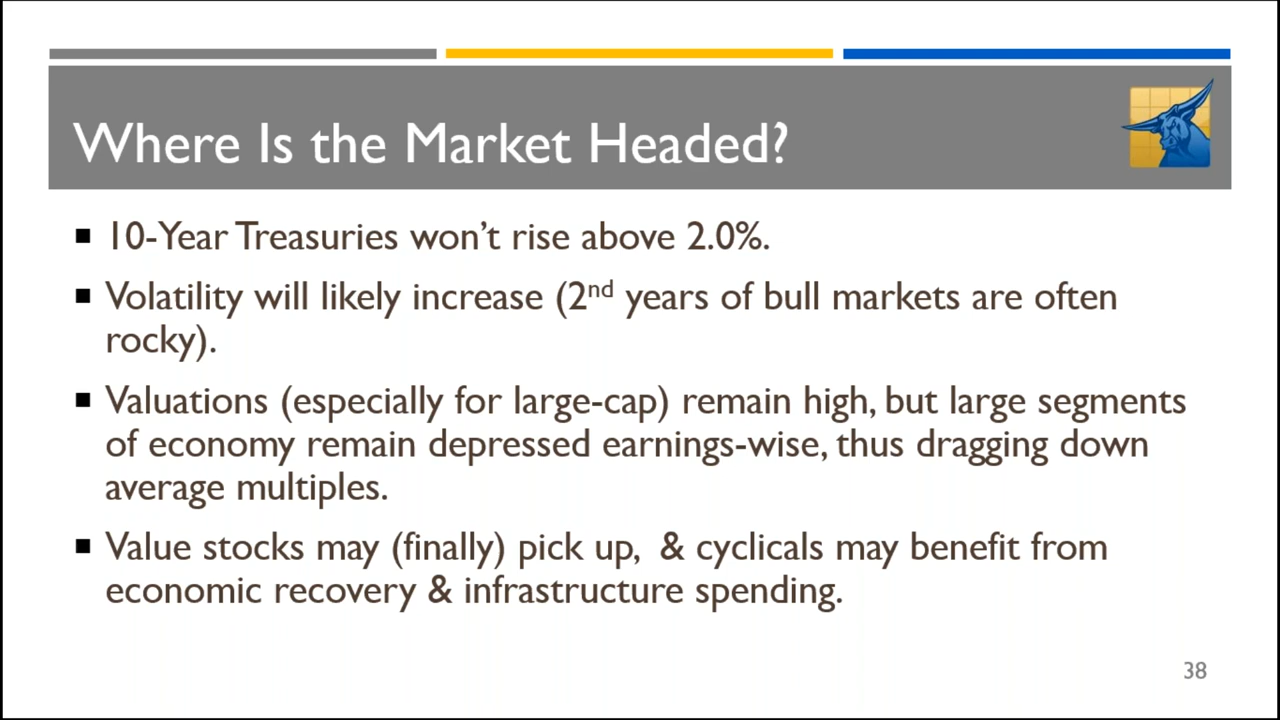 Where Is the Market Headed?
■ 10-Year Treasuries won't rise above 2.0%.
■ Volatility will likely increase (2nd years of bull markets are often
rocky).
■ Valuations (especially for large-cap) remain high, but large segments
of economy remain depressed earnings-wise, thus dragging down
average multiples.
■ Value stocks may (finally) pick up,  & cyclicals may benefit from
economic recovery & infrastructure spending.
38